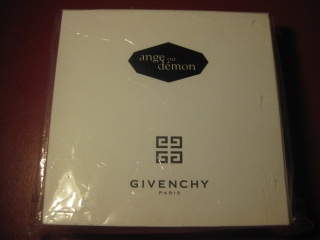 ange ou
démon
GIVENCHY
PARIS